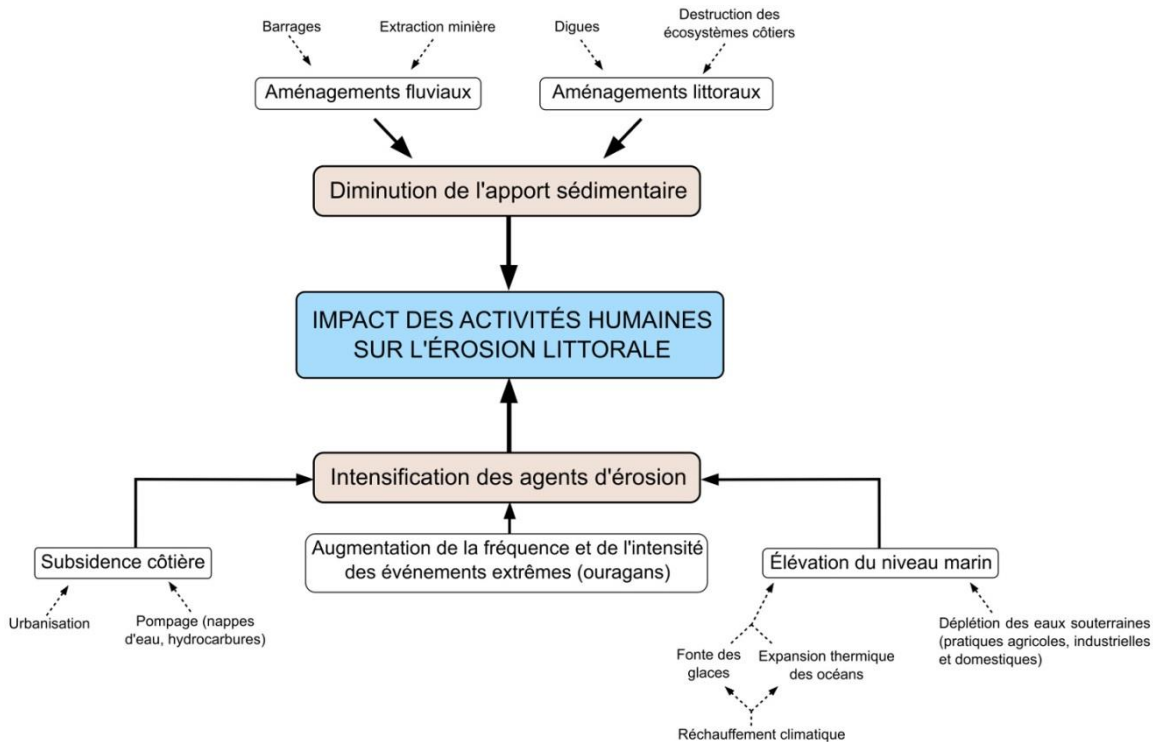 Barrages
Extraction minière
Digues
Destruction des
écosystèmes côtiers
Aménagements fluviaux
Aménagements littoraux
Diminution de l'apport sédimentaire
IMPACT DES ACTIVITÉS HUMAINES
SUR L'ÉROSION LITTORALE
Intensification des agents d'érosion
Subsidence côtière
Augmentation de la fréquence et de l'intensité
des événements extrêmes (ouragans)
Élévation du niveau marin
Urbanisation
Pompage (nappes
d'eau, hydrocarbures)
Fonte des
glaces
Expansion thermique
des océans
Déplétion des eaux souterraines
(pratiques agricoles, industrielles
et domestiques)
Réchauffement climatique